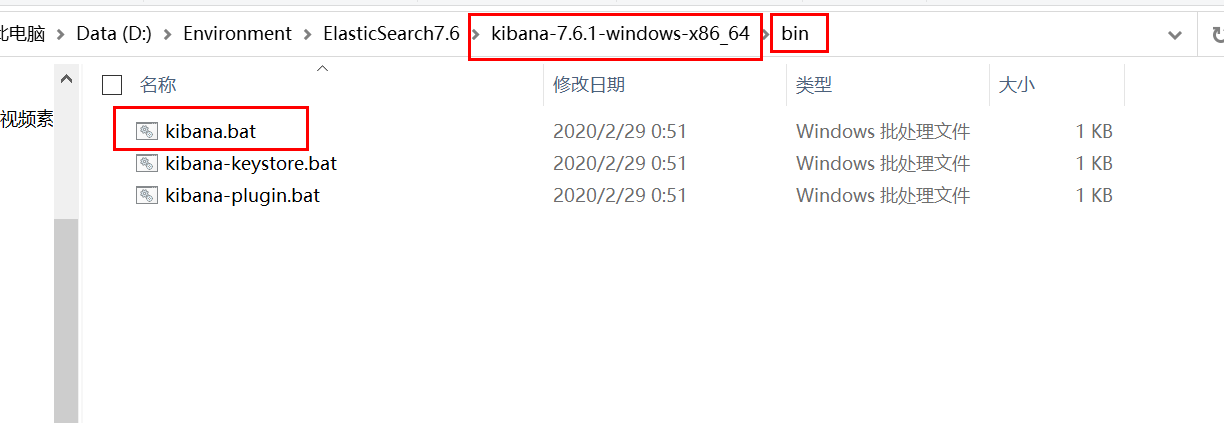 此电脑 > Data (D:) > Environment > ElasticSearch7.6 > kibana-7.6.1-windows-x86_64 > bin
名称 修改日期 类型 大小
视频素
kibana.bat 2020/2/29 0:51 Windows 批处理文件 1 KB
kibana-keystore.bat 2020/2/29 0:51 Windows 批处理文件 1 KB
kibana-plugin.bat 2020/2/29 0:51 Windows 批处理文件 1 KB